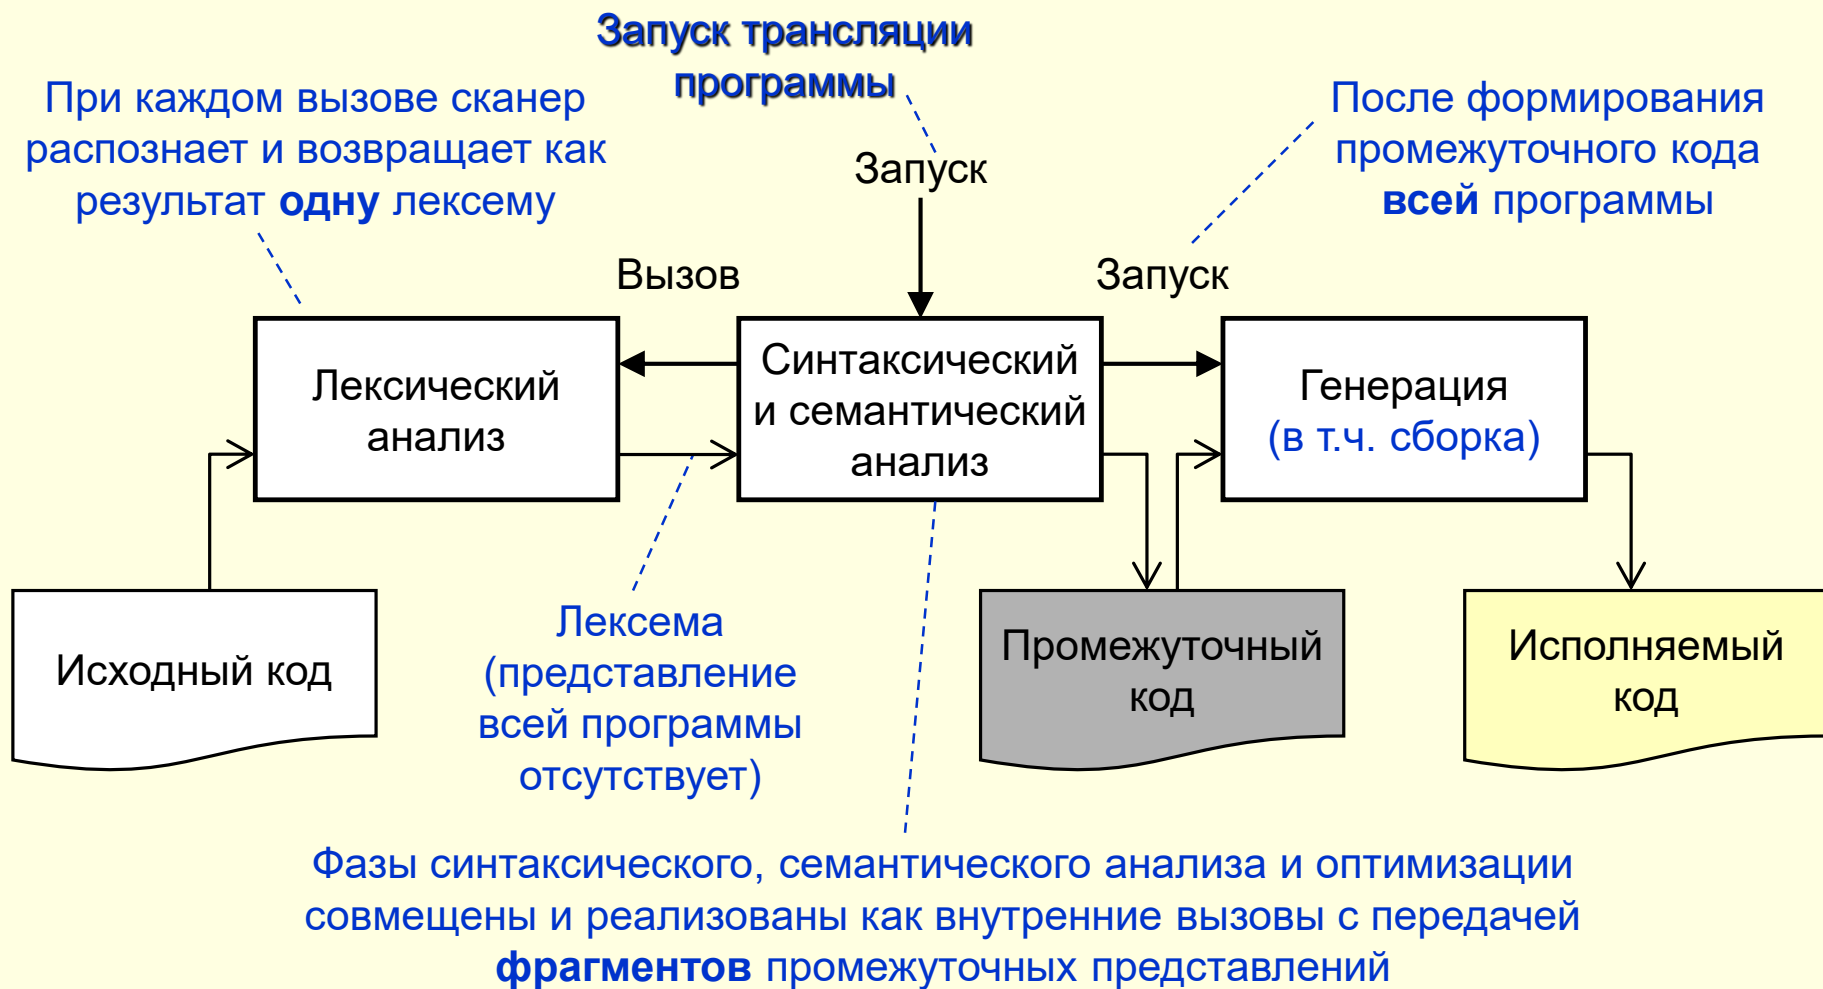 Запуск трансляции
программы
При каждом вызове сканер
распознает и возвращает как
результат одну лексему
После формирования
промежуточного кода
всей программы
Запуск
Вызов
Запуск
Лексический
анализ
Синтаксический
и семантический
анализ
Генерация
(в т.ч. сборка)
Исходный код
Лексема
(представление
всей программы
отсутствует)
Промежуточный
код
Исполняемый
код
Фазы синтаксического, семантического анализа и оптимизации
совмещены и реализованы как внутренние вызовы с передачей
фрагментов промежуточных представлений